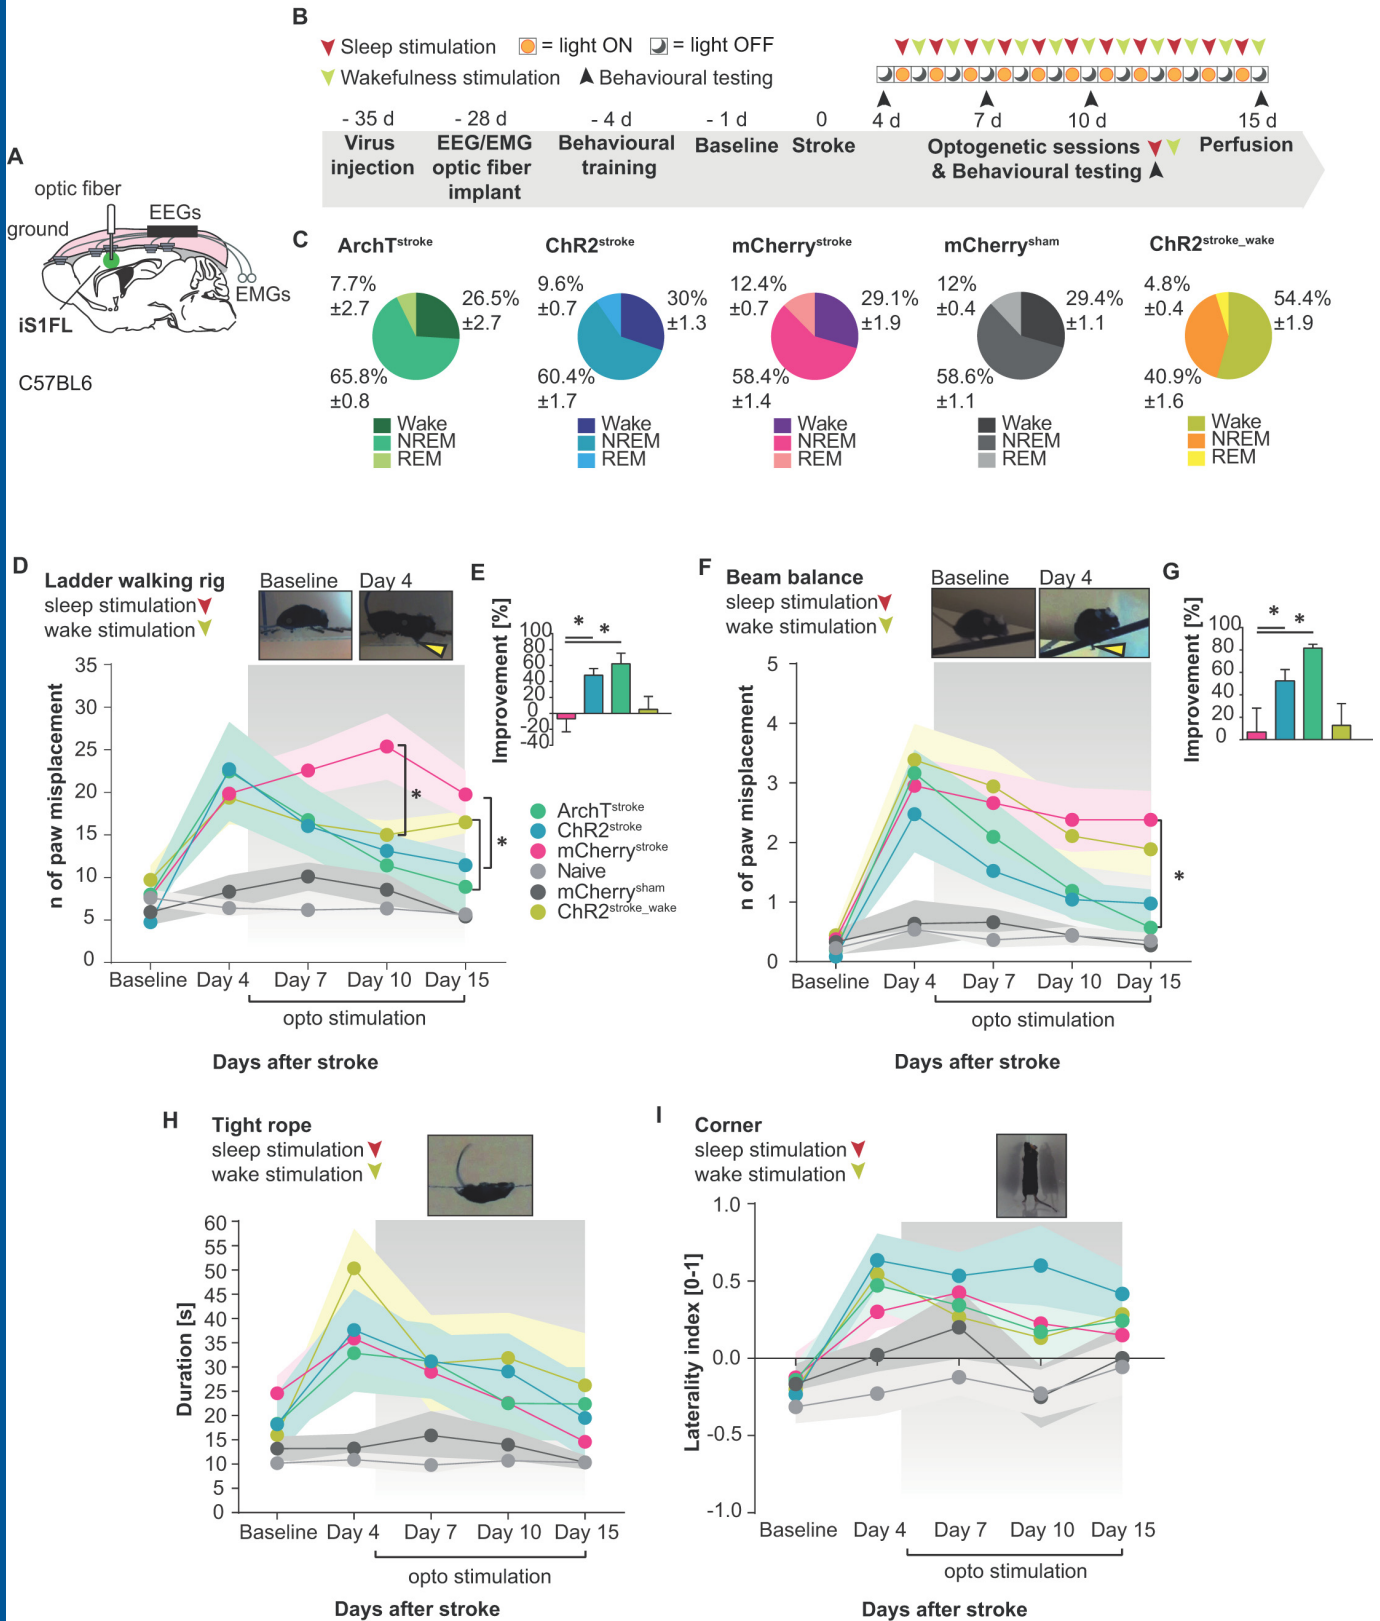 B
Sleep stimulation = light ON = light OFF
Wakefulness stimulation Behavioural testing
- 35 d - 28 d - 4 d - 1 d 0 4 d 7 d 10 d 15 d
Virus injection
EEG/EMG optic fiber implant
Behavioural training
Baseline
Stroke
Optogenetic sessions
& Behavioural testing
Perfusion
A
optic fiber
EEGs
ground
EMGs
iS1FL
C57BL6
C
ArchTstroke
7.7%
±2.7
26.5%
±2.7
65.8%
±0.8
Wake
NREM
REM
ChR2stroke
9.6%
±0.7
30%
±1.3
60.4%
±1.7
Wake
NREM
REM
mCherrystroke
12.4%
±0.7
29.1%
±1.9
58.4%
±1.4
Wake
NREM
REM
mCherrysham
12%
±0.4
29.4%
±1.1
58.6%
±1.1
Wake
NREM
REM
ChR2stroke_wake
4.8%
±0.4
54.4%
±1.9
40.9%
±1.6
Wake
NREM
REM
D
Ladder walking rig
sleep stimulation
wake stimulation
Baseline
Day 4
n of paw misplacement
35
30
25
20
15
10
5
0
*
*
Baseline Day 4 Day 7 Day 10 Day 15
opto stimulation
Days after stroke
E
Improvement [%]
100
80
60
40
20
0
-20
-40
* *
ArchTstroke
ChR2stroke
mCherrystroke
Naive
mCherrysham
ChR2stroke_wake
F
Beam balance
sleep stimulation
wake stimulation
Baseline
Day 4
n of paw misplacement
5
4
3
2
1
0
*
Baseline Day 4 Day 7 Day 10 Day 15
opto stimulation
Days after stroke
G
Improvement [%]
100
80
60
40
20
0
* *
H
Tight rope
sleep stimulation
wake stimulation
Duration [s]
60
55
50
45
40
35
30
25
20
15
10
5
0
Baseline Day 4 Day 7 Day 10 Day 15
opto stimulation
Days after stroke
I
Corner
sleep stimulation
wake stimulation
Laterality index [0-1]
1.0
0.5
0.0
-0.5
-1.0
Baseline Day 4 Day 7 Day 10 Day 15
opto stimulation
Days after stroke